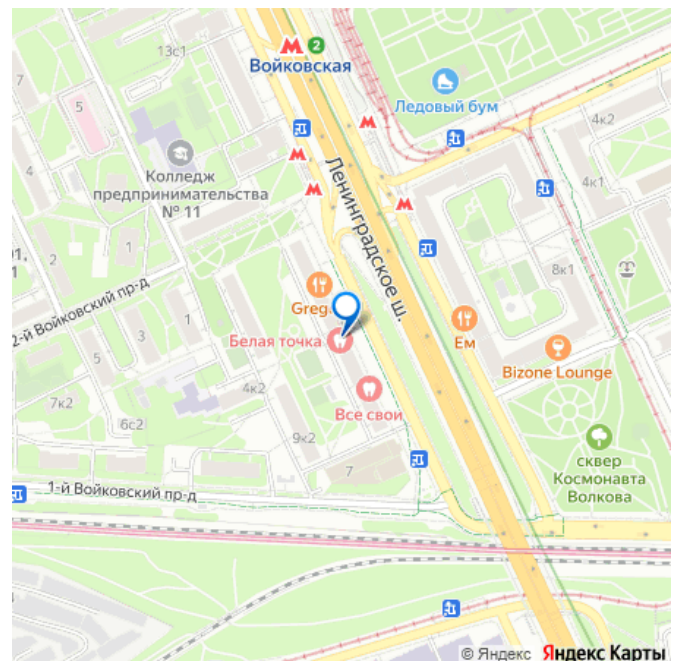 13с1
2
Войковская
7
5
Ледовый бум
4к2
4
Колледж
предпринимательства
№ 11
4к1
Ленинградское ш.
1
2
8к1
2-й Войковский пр-д
5
3
1
Grega
Белая точка
Ем
Bizone Lounge
4к2
7к2
6с2
Все свои
9к2
7
сквер
Космонавта
Волкова
1-й Войковский пр-д
© Яндекс Яндекс Карты